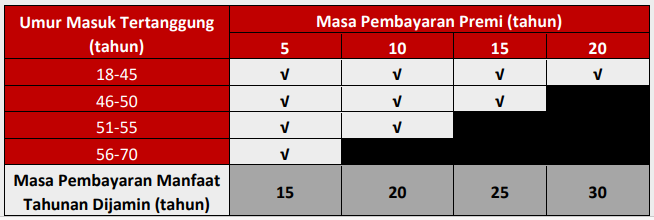 Umur Masuk Tertanggung
(tahun)
Masa Pembayaran Premi (tahun)
5 10 15 20
18-45 √ √ √ √
46-50 √ √ √
51-55 √ √
56-70 √
Masa Pembayaran Manfaat
Tahunan Dijamin (tahun)
15 20 25 30